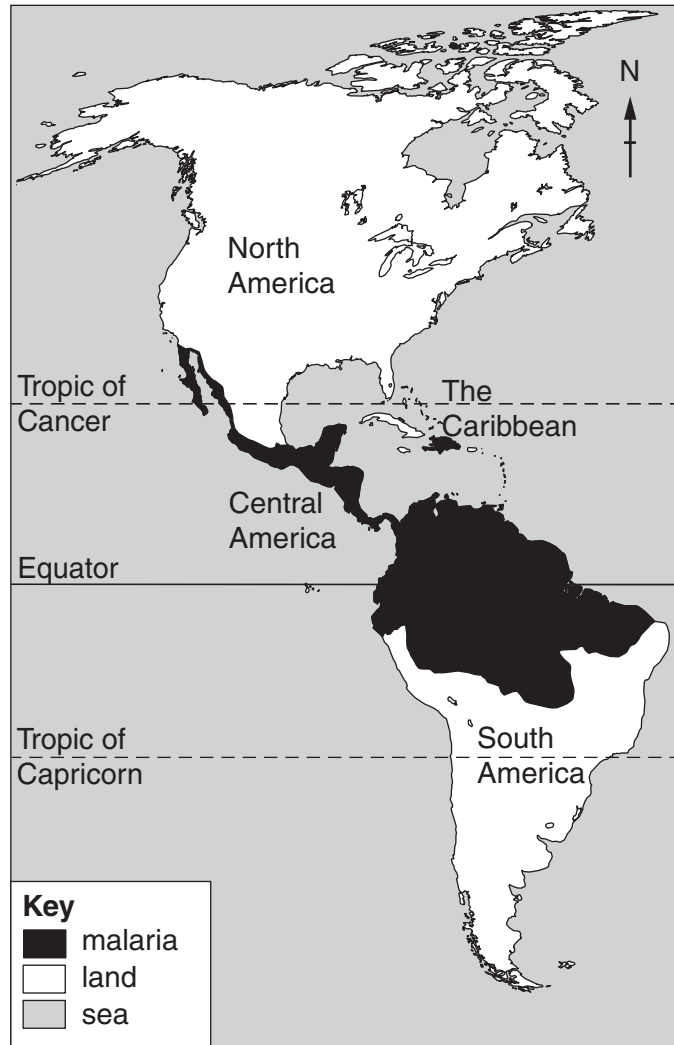 N
North
America
Tropic of
Cancer
The
Caribbean
Central
America
Equator
Tropic of
Capricorn
South
America
Key
malaria
land
sea